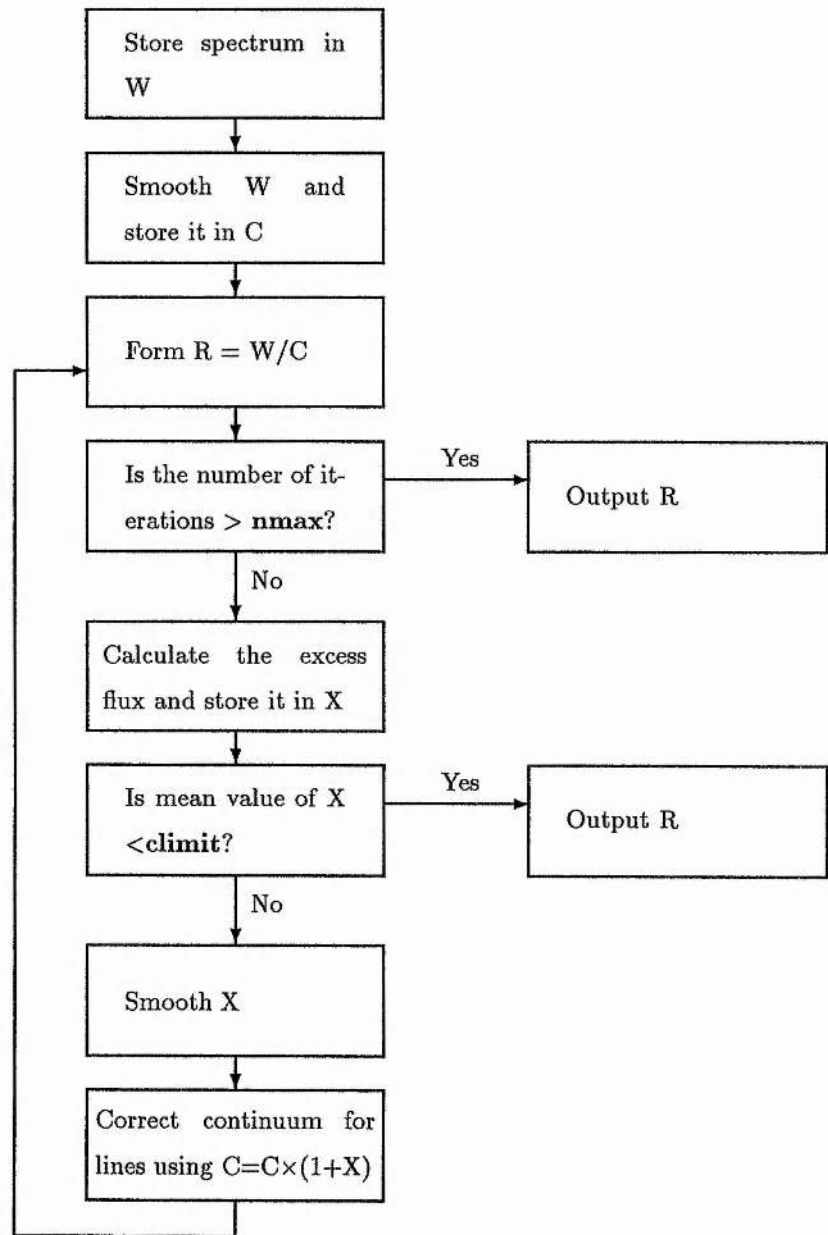 Store spectrum in
W
Smooth W and
store it in C
Form R = W/C
Is the number of it-
erations > nmax?
Yes
Output R
No
Calculate the excess
flux and store it in X
Is mean value of X
<climit?
Yes
Output R
No
Smooth X
Correct continuum for
lines using C=C×(1+X)